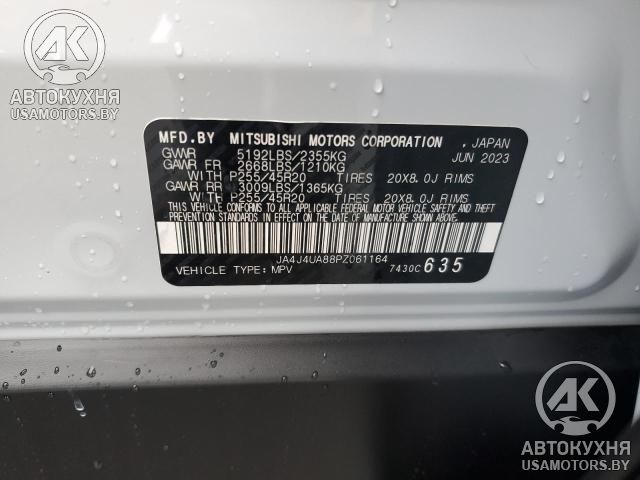 АК
АВТОКУХНЯ
USAMOTORS.BY
MFD.BY MITSUBISHI MOTORS CORPORATION . JAPAN
GVWR 5192LBS/2355KG JUN 2023
GAWR FR 2668LBS/1210KG
WITH P255/45R20 TIRES 20X8.0J RIMS
GAWR RR 3009LBS/1365KG
WITH P255/45R20 TIRES 20X8.0J RIMS
THIS VEHICLE CONFORMS TO ALL APPLICABLE FEDERAL MOTOR VEHICLE SAFETY, BUMPER, AND THEFT
PREVENTION STANDARDS IN EFFECT ON THE DATE OF MANUFACTURE SHOWN ABOVE.
JA4J4UA88PZ061164
VEHICLE TYPE: MPV 7430C 635
АК
АВТОКУХНЯ
USAMOTORS.BY